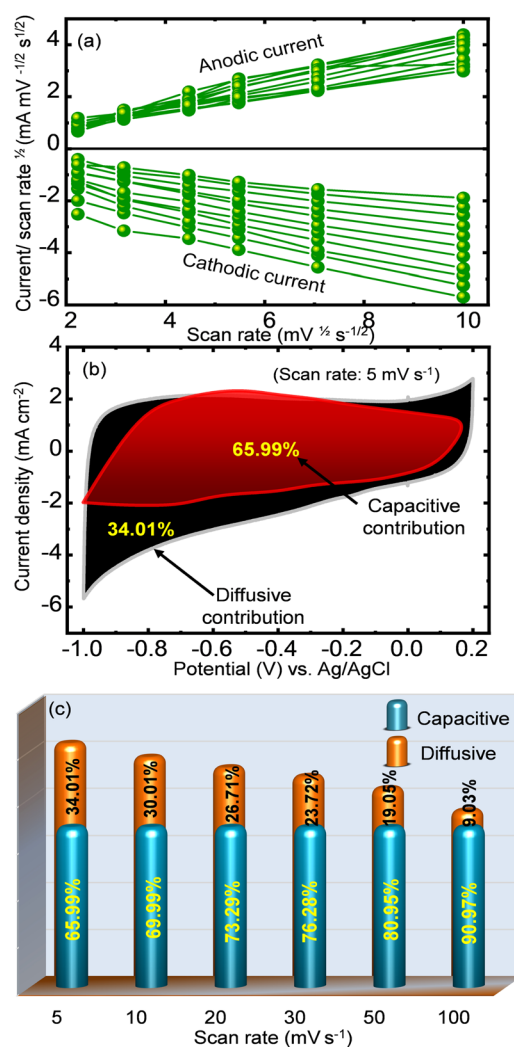 (a)
Anodic current
Cathodic current
Current/ scan rate ½ (mA mV -1/2 s1/2)
4
2
0
-2
-4
-6
2 4 6 8 10
Scan rate (mV ½ s-1/2)
(b)
(Scan rate: 5 mV s-1)
65.99%
Capacitive
contribution
34.01%
Diffusive
contribution
Current density (mA cm-2)
4
2
0
-2
-4
-6
-1.0 -0.8 -0.6 -0.4 -0.2 0.0 0.2
Potential (V) vs. Ag/AgCl
(c)
Capacitive
Diffusive
34.01% 30.01% 26.71% 23.72% 19.05% 9.03%
65.99% 69.99% 73.29% 76.28% 80.95% 90.97%
5 10 20 30 50 100
Scan rate (mV s-1)